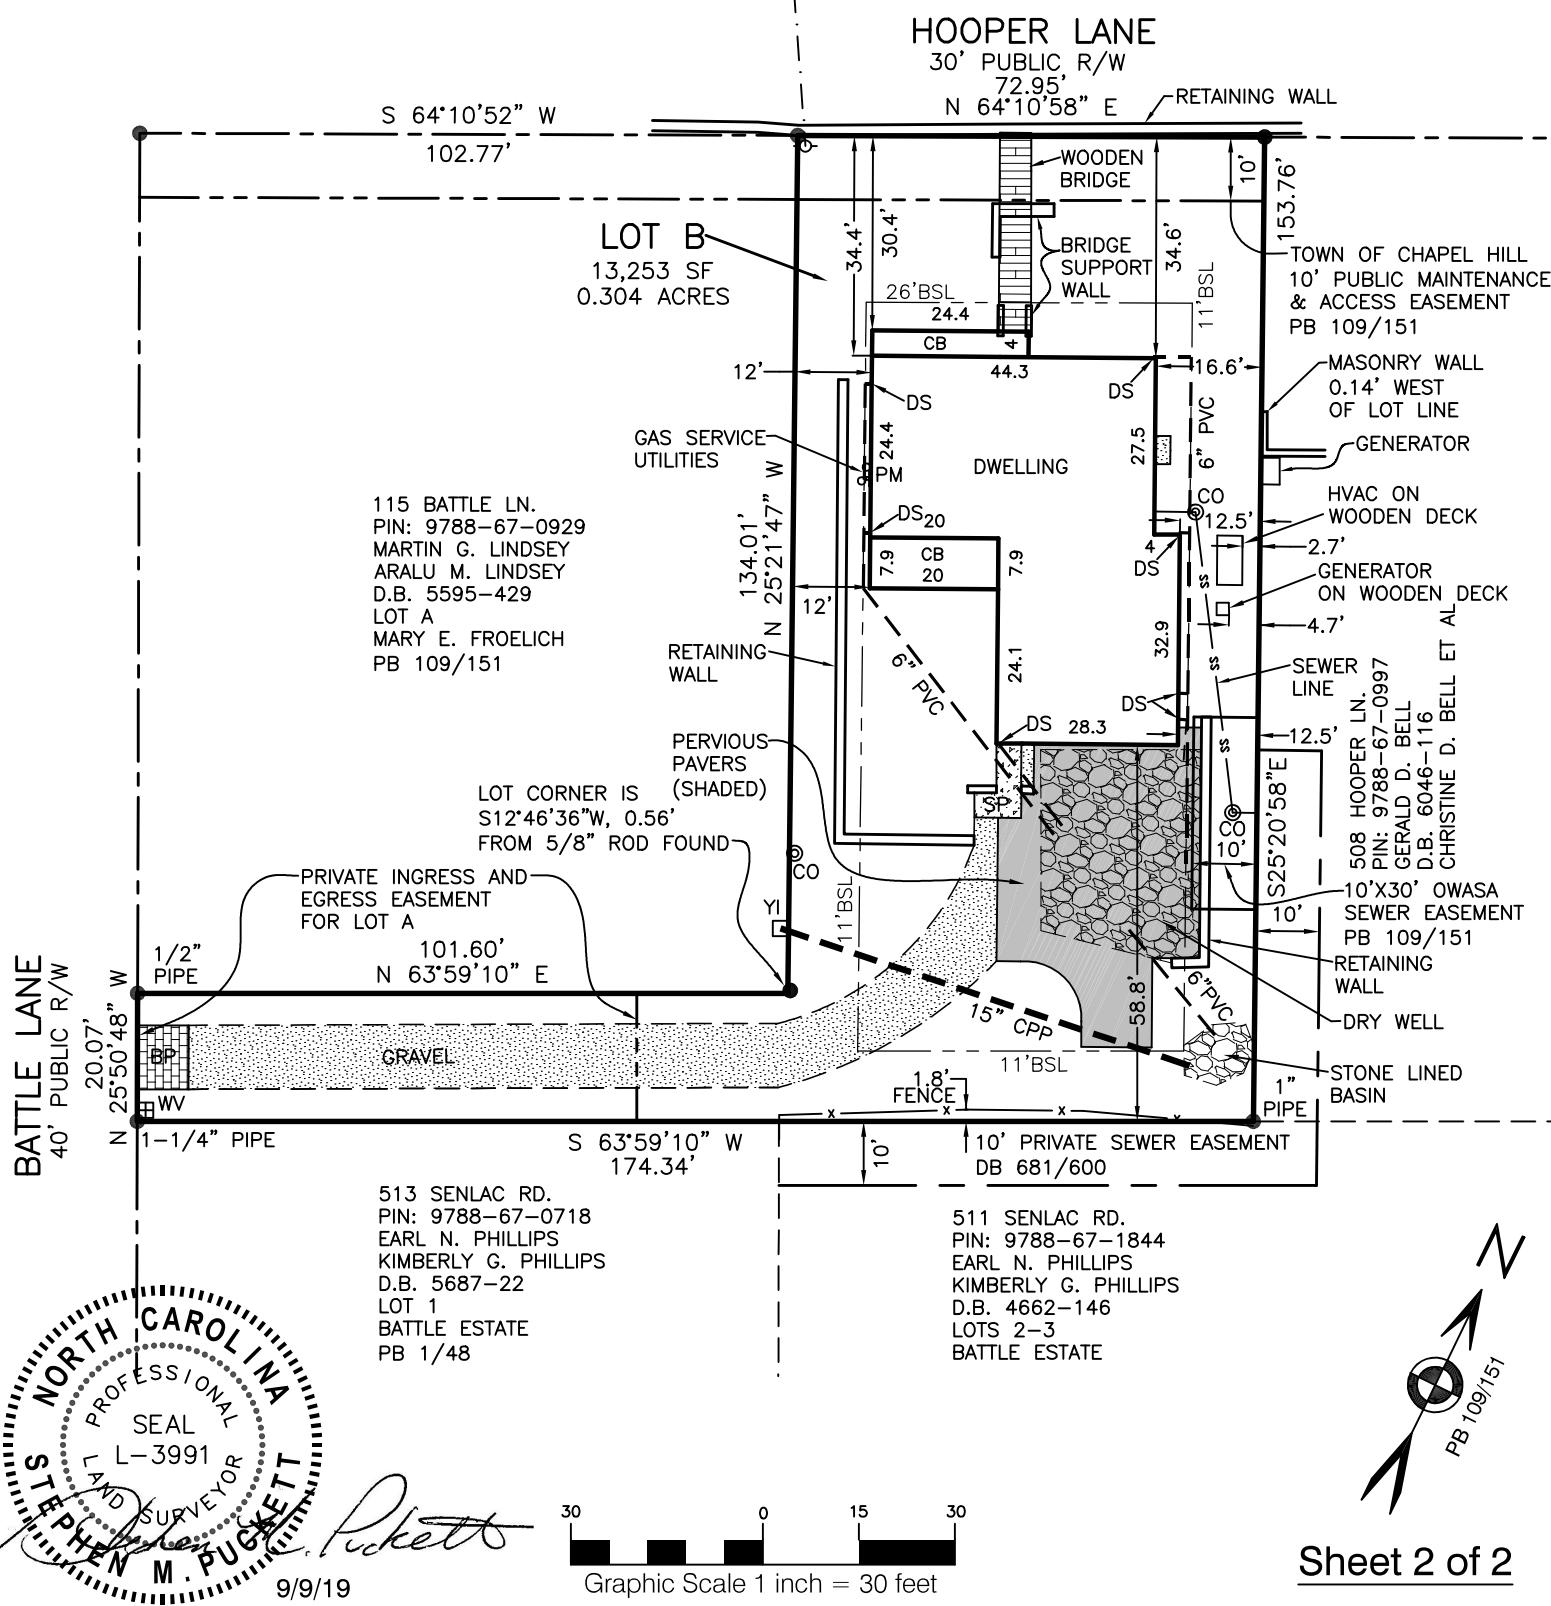 HOOPER LANE
30' PUBLIC R/W
72.95'
N 64°10'58" E
S 64°10'52" W
102.77'
RETAINING WALL
WOODEN
BRIDGE
10'
153.76'
LOT B
13,253 SF
0.304 ACRES
34.4'
30.4'
34.6'
BRIDGE
SUPPORT
WALL
11'BSL
26'BSL
24.4
CB
4
44.3
TOWN OF CHAPEL HILL
10' PUBLIC MAINTENANCE
& ACCESS EASEMENT
PB 109/151
12'
DS
DS
16.6'
MASONRY WALL
0.14' WEST
OF LOT LINE
GAS SERVICE
UTILITIES
24.4
PM
DWELLING
27.5
6" PVC
GENERATOR
115 BATTLE LN.
PIN: 9788-67-0929
MARTIN G. LINDSEY
ARALU M. LINDSEY
D.B. 5595-429
LOT A
MARY E. FROELICH
PB 109/151
134.01'
N 25°21'47" W
DS
20
CO
12.5'
HVAC ON
WOODEN DECK
7.9
CB
20
7.9
4
DS
2.7'
GENERATOR
ON WOODEN DECK
12'
4.7'
RETAINING
WALL
6" PVC
24.1
32.9
SS
SEWER
LINE
DS
DS
28.3
SS
12.5'
508 HOOPER LN.
PIN: 9788-67-0997
GERALD D. BELL
D.B. 6046-116
CHRISTINE D. BELL ET AL
PERVIOUS
PAVERS
(SHADED)
S25°20'58"E
LOT CORNER IS
S12°46'36"W, 0.56'
FROM 5/8" ROD FOUND
SP
CO
10'
CO
PRIVATE INGRESS AND
EGRESS EASEMENT
FOR LOT A
11'BSL
YI
10'X30' OWASA
SEWER EASEMENT
PB 109/151
10'
RETAINING
WALL
BATTLE LANE
40' PUBLIC R/W
20.07'
N 25°50'48" W
1/2"
PIPE
101.60'
N 63°59'10" E
15" CPP
58.8'
6"PVC
DRY WELL
BP
GRAVEL
11'BSL
STONE LINED
BASIN
WV
1.8'
FENCE
x
x
x
x
1"
PIPE
1-1/4" PIPE
S 63°59'10" W
174.34'
10'
10' PRIVATE SEWER EASEMENT
DB 681/600
513 SENLAC RD.
PIN: 9788-67-0718
EARL N. PHILLIPS
KIMBERLY G. PHILLIPS
D.B. 5687-22
LOT 1
BATTLE ESTATE
PB 1/48
511 SENLAC RD.
PIN: 9788-67-1844
EARL N. PHILLIPS
KIMBERLY G. PHILLIPS
D.B. 4662-146
LOTS 2-3
BATTLE ESTATE
N
PB 109/151
NORTH CAROLINA
PROFESSIONAL
SEAL
L-3991
LAND SURVEYOR
STEPHEN M. PUCKETT
Stephen M. Puckett
9/9/19
30 0 15 30
Graphic Scale 1 inch = 30 feet
Sheet 2 of 2